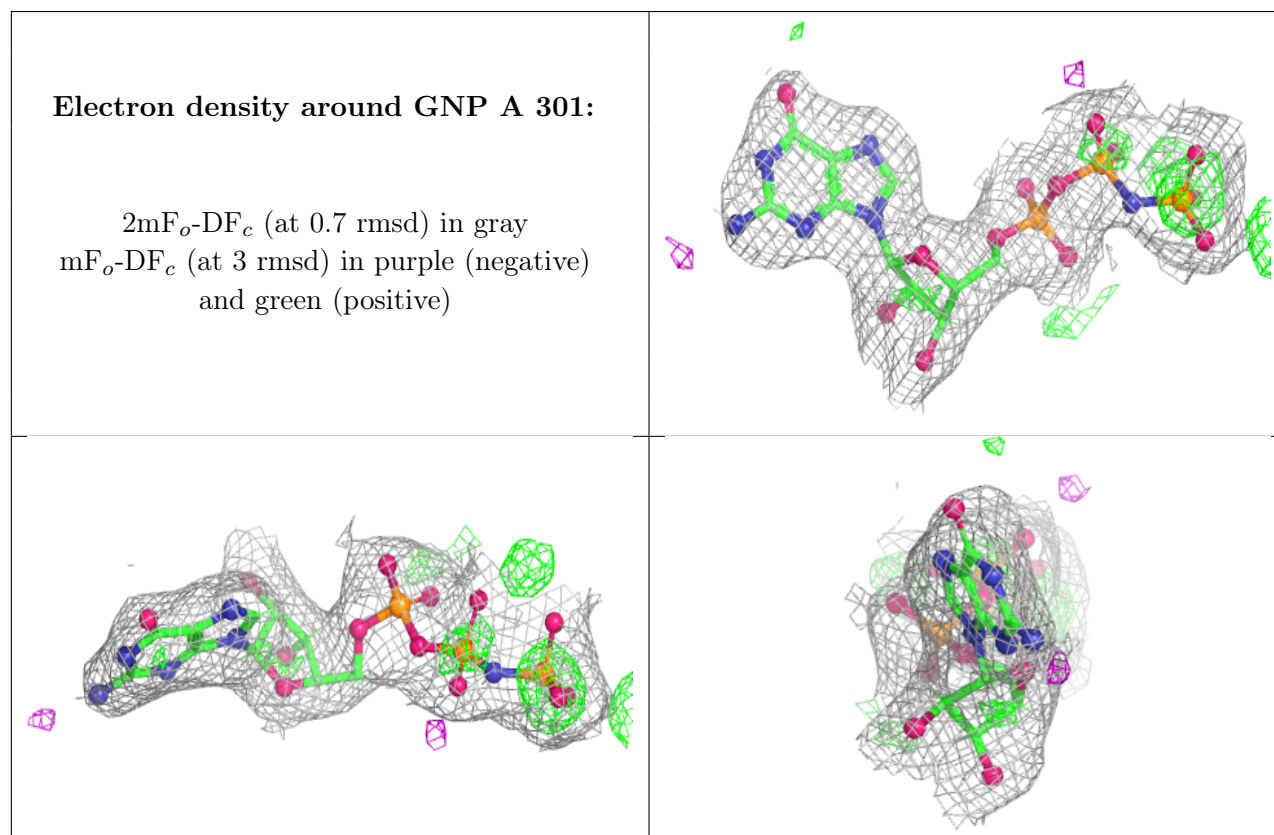 Electron density around GNP A 301:
2mFₒ-DF𝒸 (at 0.7 rmsd) in gray
mFₒ-DF𝒸 (at 3 rmsd) in purple (negative)
and green (positive)